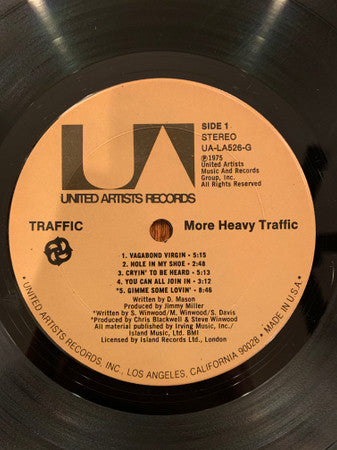 UA
SIDE 1
STEREO
UA-LA526-G
℗1975
United Artists
Music And Records
Group, Inc.
All Rights Reserved
UNITED ARTISTS RECORDS
TRAFFIC
More Heavy Traffic
1. VAGABOND VIRGIN - 5:15
2. HOLE IN MY SHOE - 2:48
3. CRYIN' TO BE HEARD - 5:13
4. YOU CAN ALL JOIN IN - 3:12
*5. GIMME SOME LOVIN' - 8:46
Written by D. Mason
Produced by Jimmy Miller
*Written by S. Winwood/M. Winwood/S. Davis
*Produced by Chris Blackwell & Steve Winwood
All material published by Irving Music, Inc./
Island Music, Ltd. BMI
Licensed by Island Records Ltd., London
• UNITED ARTISTS RECORDS, INC., LOS ANGELES, CALIFORNIA 90028 • MADE IN U.S.A. •